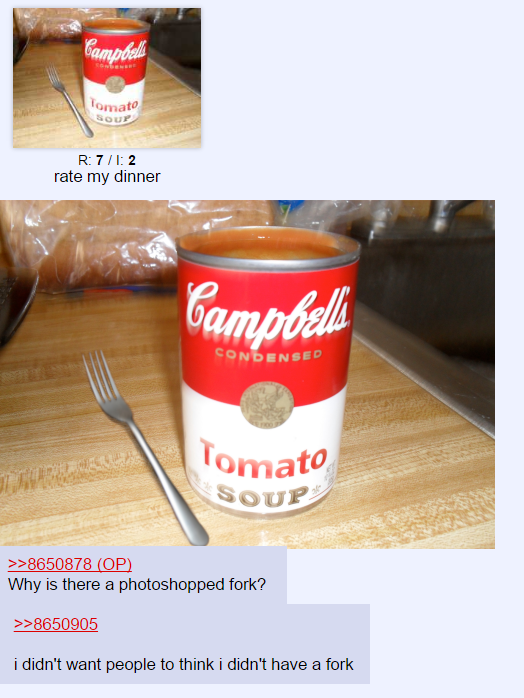 Campbell's
CONDENSED
Tomato
SOUP
R: 7 / I: 2
rate my dinner
Campbell's
CONDENSED
Tomato
SOUP
>>8650878 (OP)
Why is there a photoshopped fork?
>>8650905
i didn't want people to think i didn't have a fork